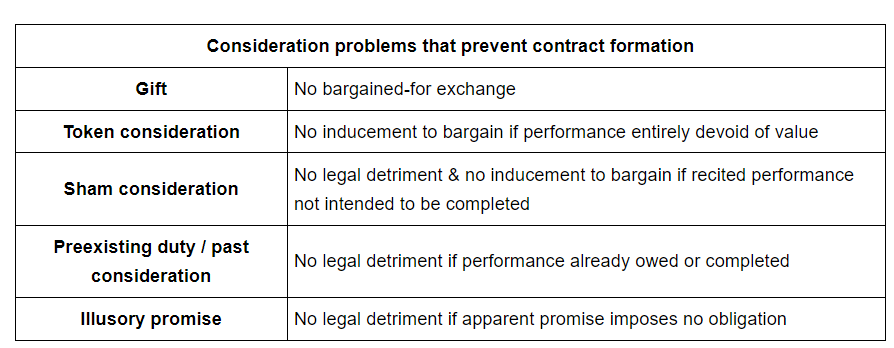 Consideration problems that prevent contract formation
Gift
No bargained-for exchange
Token consideration
No inducement to bargain if performance entirely devoid of value
Sham consideration
No legal detriment & no inducement to bargain if recited performance
not intended to be completed
Preexisting duty / past
consideration
No legal detriment if performance already owed or completed
Illusory promise
No legal detriment if apparent promise imposes no obligation